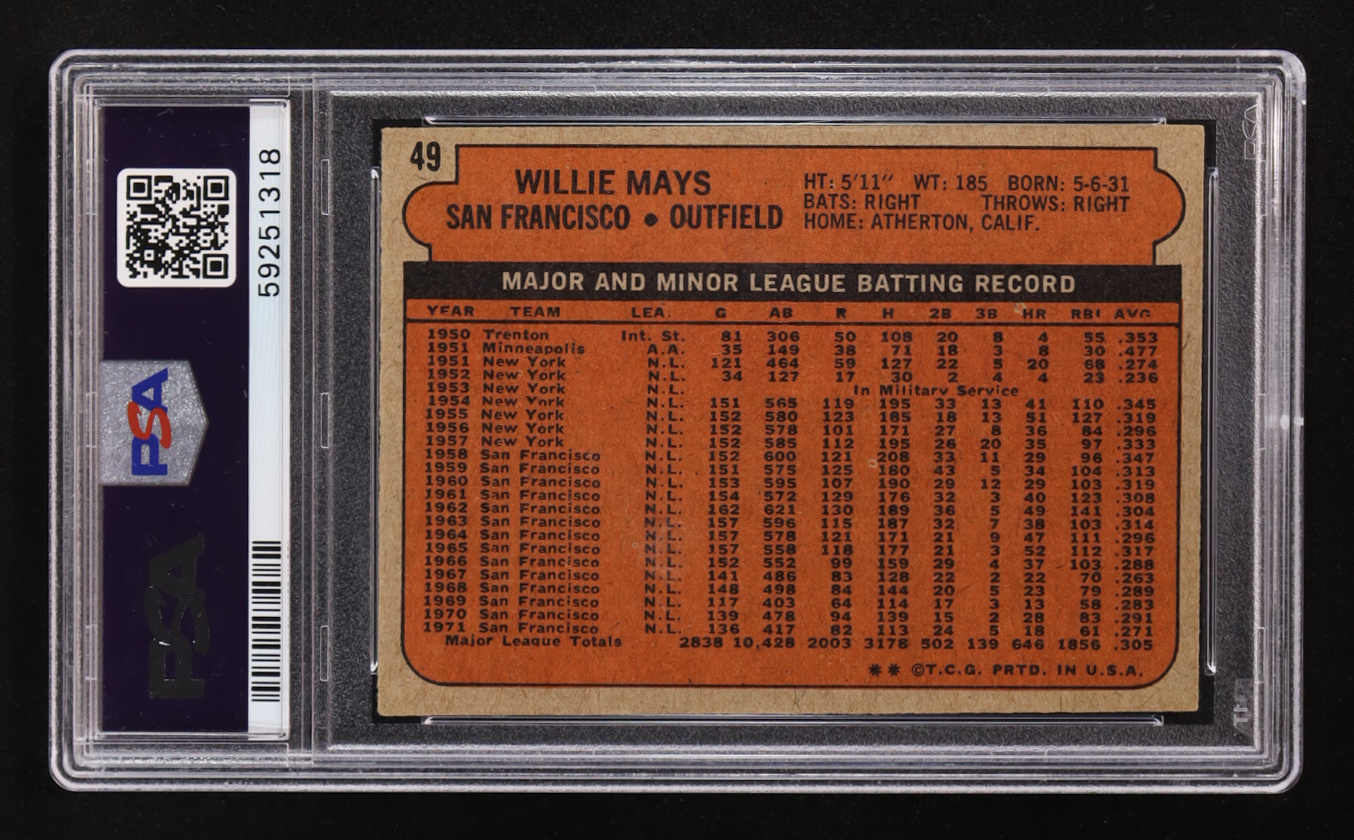 49
WILLIE MAYS
SAN FRANCISCO • OUTFIELD
HT: 5'11" WT: 185 BORN: 5-6-31
BATS: RIGHT THROWS: RIGHT
HOME: ATHERTON, CALIF.
MAJOR AND MINOR LEAGUE BATTING RECORD
YEAR TEAM LEA. G AB R H 2B 3B HR RBI AVG
1950 Trenton Int. St. 81 306 50 108 20 8 4 55 .353
1951 Minneapolis A.A. 35 149 38 71 18 3 8 30 .477
1951 New York N.L. 121 464 59 127 22 5 20 68 .274
1952 New York N.L. 34 127 17 30 2 4 4 23 .236
1953 New York N.L. In Military Service
1954 New York N.L. 151 565 119 195 33 13 41 110 .345
1955 New York N.L. 152 580 123 185 18 13 51 127 .319
1956 New York N.L. 152 578 101 171 27 8 36 84 .296
1957 New York N.L. 152 585 112 195 26 20 35 97 .333
1958 San Francisco N.L. 152 600 121 208 33 11 29 96 .347
1959 San Francisco N.L. 151 575 125 180 43 5 34 104 .313
1960 San Francisco N.L. 153 595 107 190 29 12 29 103 .319
1961 San Francisco N.L. 154 572 129 176 32 3 40 123 .308
1962 San Francisco N.L. 162 621 130 189 36 5 49 141 .304
1963 San Francisco N.L. 157 596 115 187 32 7 38 103 .314
1964 San Francisco N.L. 157 578 121 171 21 9 47 111 .296
1965 San Francisco N.L. 157 558 118 177 21 3 52 112 .317
1966 San Francisco N.L. 152 552 99 159 29 4 37 103 .288
1967 San Francisco N.L. 141 486 83 128 22 2 22 70 .263
1968 San Francisco N.L. 148 498 84 144 20 5 23 79 .289
1969 San Francisco N.L. 117 403 64 114 17 3 13 58 .283
1970 San Francisco N.L. 139 478 94 139 15 2 28 83 .291
1971 San Francisco N.L. 136 417 82 113 24 5 18 61 .271
Major League Totals 2838 10,428 2003 3178 502 139 646 1856 .305
** ©T.C.G. PRTD. IN U.S.A.
59251318
PSA
PSA
PSA